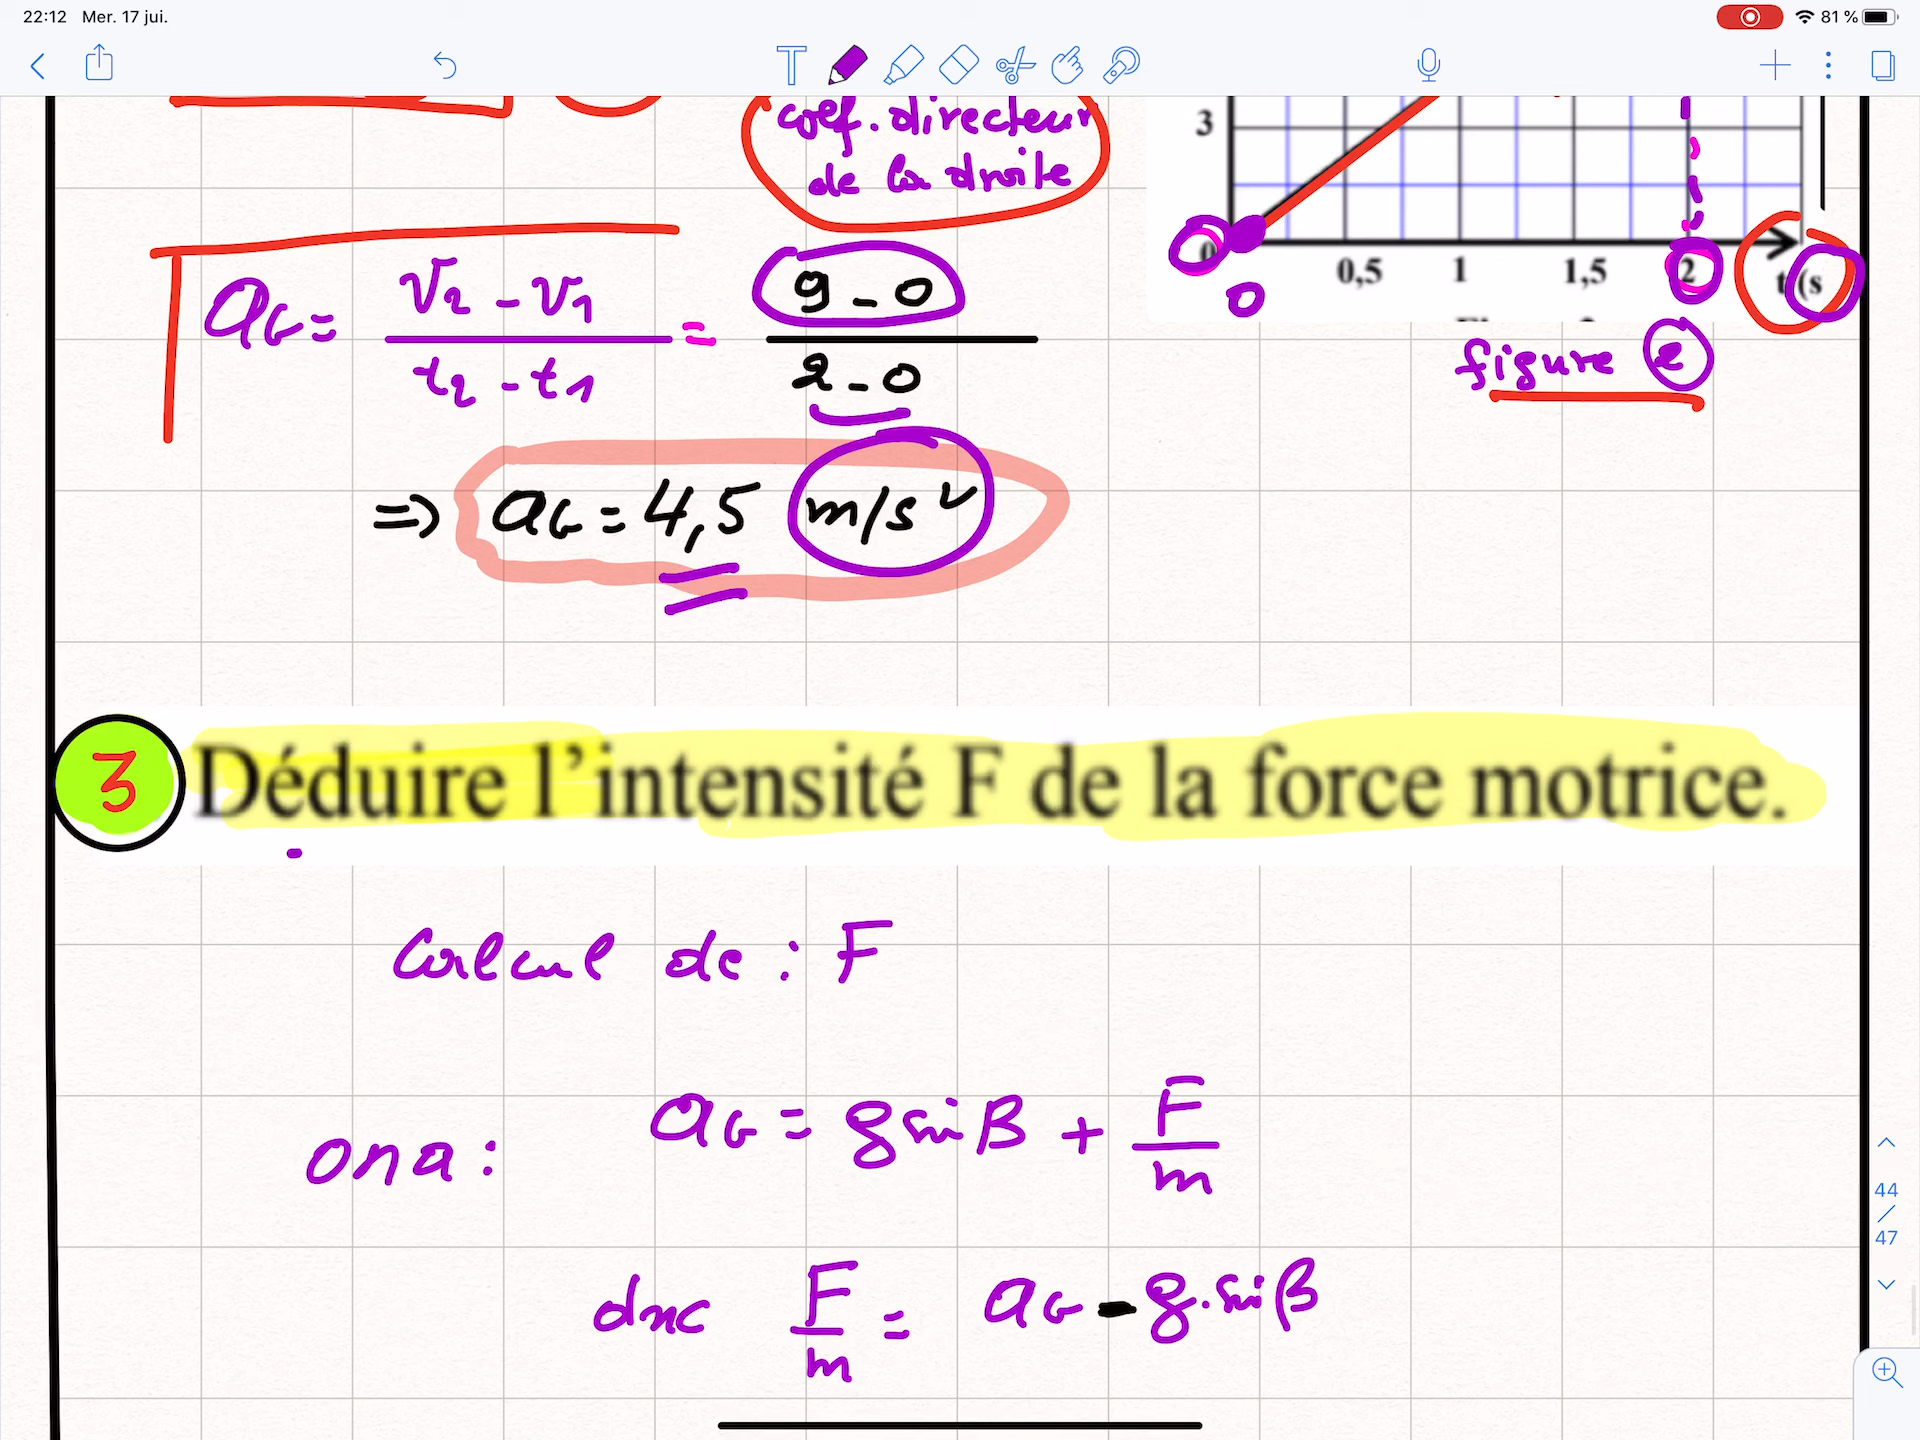 22:12 Mer. 17 jui.
81 %
coef. directeur
de la droite
3
0
0,5 1 1,5 2 t (s
0
figure 2
aG = V2 - V1 / t2 - t1 = 9 - 0 / 2 - 0
=> aG = 4,5 m/s²
3 Déduire l'intensité F de la force motrice.
Calcul de : F
on a : aG = g sin β + F/m
donc F/m = aG - g. sin β
44
/
47